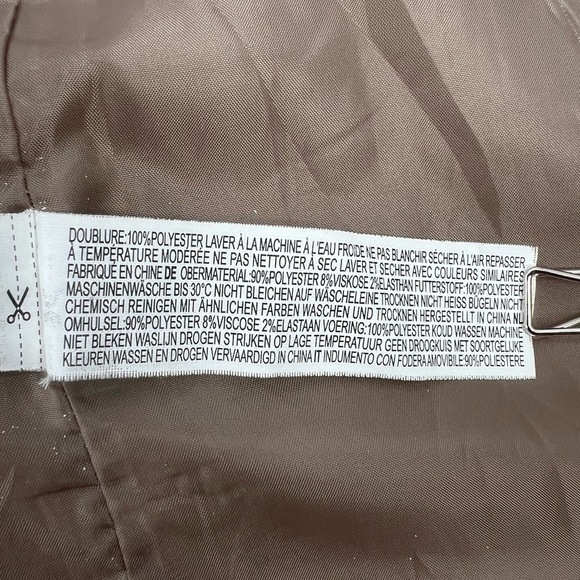 DOUBLURE:100%POLYESTER LAVER À LA MACHINE À L'EAU FROIDE NE PAS BLANCHIR SÉCHER À L'AIR REPASSER
À TEMPÉRATURE MODÉRÉE NE PAS NETTOYER À SEC LAVER ET SECHER AVEC COULEURS SIMILAIRES
FABRIQUÉ EN CHINE DE OBERMATERIAL:90%POLYESTER 8%VISKOSE 2%ELASTHAN FUTTERSTOFF:100%POLYESTER
MASCHINENWÄSCHE BIS 30°C NICHT BLEICHEN AUF WÄSCHELEINE TROCKNEN NICHT HEISS BÜGELN NICHT
CHEMISCH REINIGEN MIT ÄHNLICHEN FARBEN WASCHEN UND TROCKNEN HERGESTELLT IN CHINA NL
OMHULSEL:90%POLYESTER 8%VISCOSE 2%ELASTAAN VOERING:100%POLYESTER KOUD WASSEN MACHINE
NIET BLEKEN WASLIJN DROGEN STRIJKEN OP LAGE TEMPERATUUR GEEN DROOGKUIS MET SOORTGELIJKE
KLEUREN WASSEN EN DROGEN VERVAARDIGD IN CHINA IT INDUMENTO CON FODERA AMOVIBILE:90%POLIESTERE